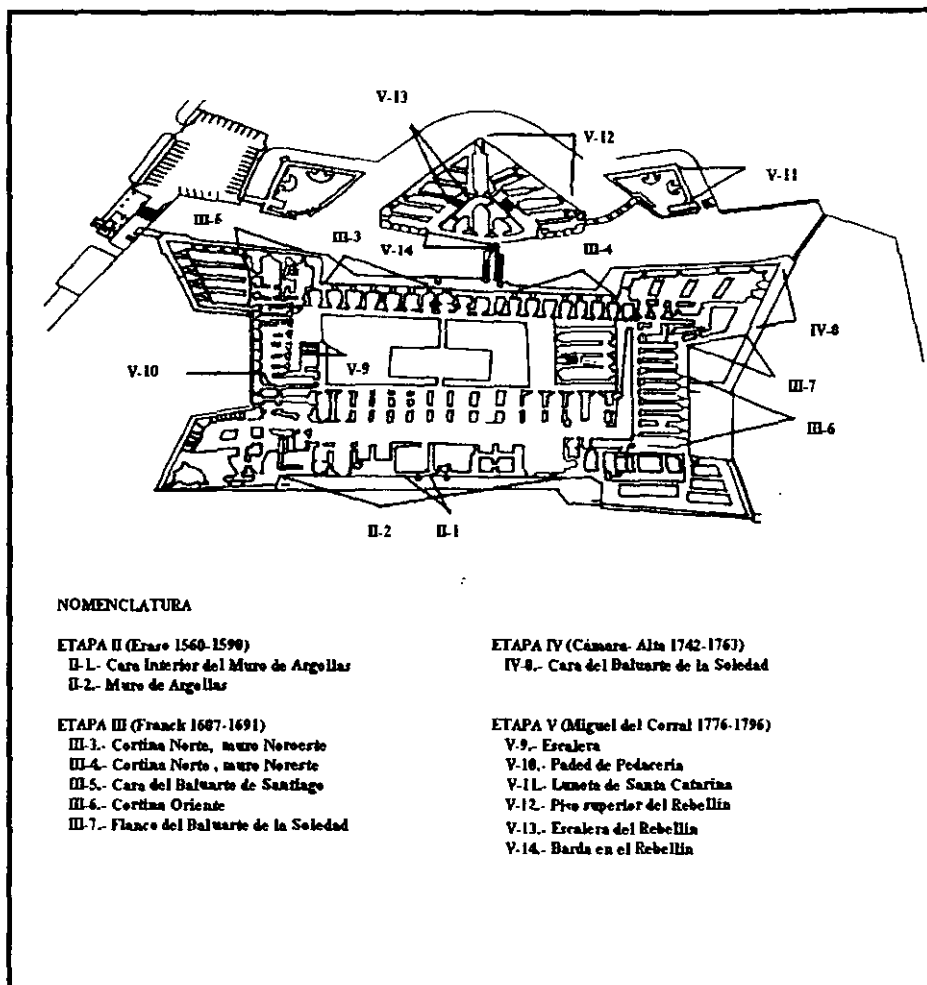 V-13
V-12
V-11
III-5
III-3
V-14
III-4
IV-8
V-10
V-9
III-7
III-6
II-2
II-1
NOMENCLATURA
ETAPA II (Eraso 1560-1590)
II-1.- Cara Interior del Muro de Argollas
II-2.- Muro de Argollas
ETAPA III (Franck 1687-1691)
III-3.- Cortina Norte, muro Noroeste
III-4.- Cortina Norte , muro Noreste
III-5.- Cara del Baluarte de Santiago
III-6.- Cortina Oriente
III-7.- Flanco del Baluarte de la Soledad
ETAPA IV (Cámara- Alta 1742-1763)
IV-8.- Cara del Baluarte de la Soledad
ETAPA V (Miguel del Corral 1776-1796)
V-9.- Escalera
V-10.- Paded de Pedacería
V-11.- Luneta de Santa Catarina
V-12.- Piso superior del Rebellín
V-13.- Escalera del Rebellín
V-14.- Barda en el Rebellín